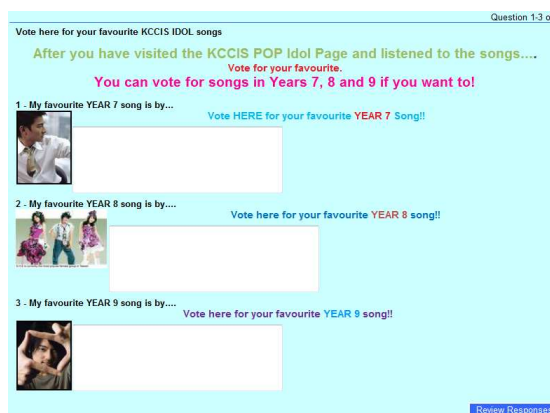 Question 1-3 o
Vote here for your favourite KCCIS IDOL songs
After you have visited the KCCIS POP Idol Page and listened to the songs....
Vote for your favourite.
You can vote for songs in Years 7, 8 and 9 if you want to!
1 - My favourite YEAR 7 song is by...
Vote HERE for your favourite YEAR 7 Song!!
2 - My favourite YEAR 8 song is by....
Vote here for your favourite YEAR 8 song!!
3 - My favourite YEAR 9 song is by....
Vote here for your favourite YEAR 9 song!!
Review Responses